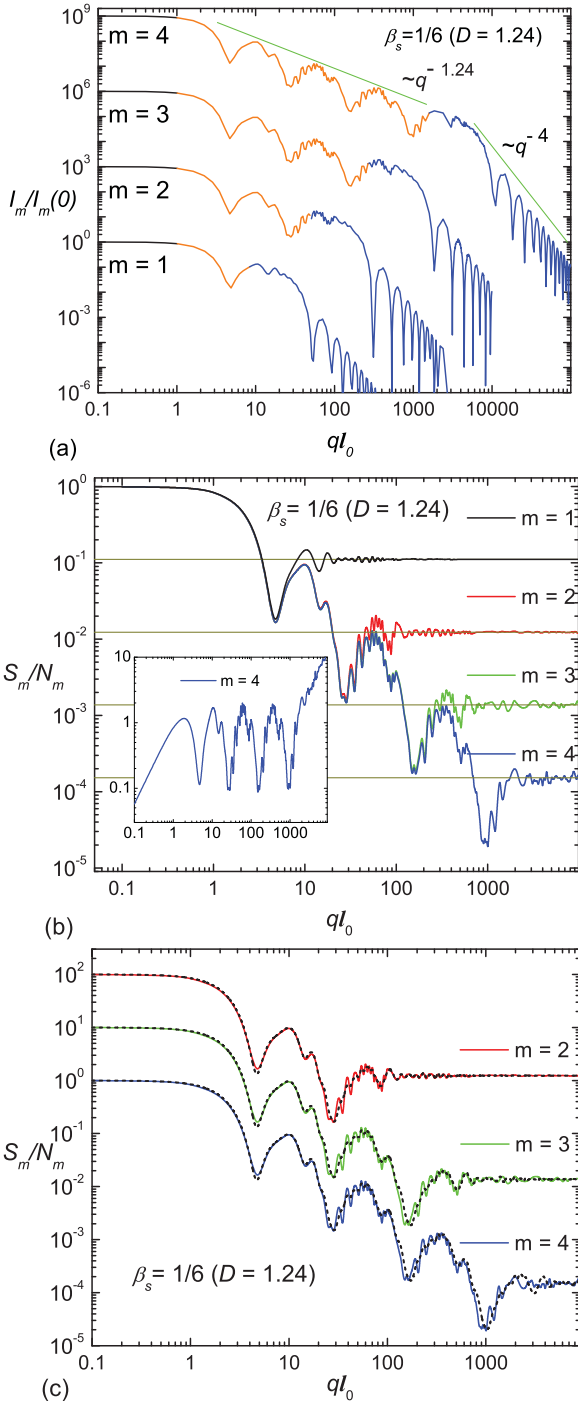 10^9
m = 4
β_s=1/6 (D = 1.24)
~q^- 1.24
10^6
m = 3
~q^- 4
10^3
I_m/I_m(0)
m = 2
10^0
m = 1
10^-3
10^-6
0.1 1 10 100 1000 10000
(a) ql_0
10^0
β_s = 1/6 (D = 1.24)
m = 1
10^-1
m = 2
10^-2
S_m/N_m
10
m = 4
m = 3
10^-3
1
m = 4
10^-4
0.1
0.1 1 10 100 1000
10^-5
0.1 1 10 100 1000
(b) ql_0
10^2
m = 2
10^1
10^0
m = 3
10^-1
S_m/N_m
10^-2
m = 4
10^-3
β_s = 1/6 (D = 1.24)
10^-4
10^-5
0.1 1 10 100 1000
(c) ql_0